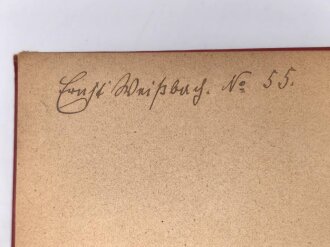 Ernst Weißbach. No 55.